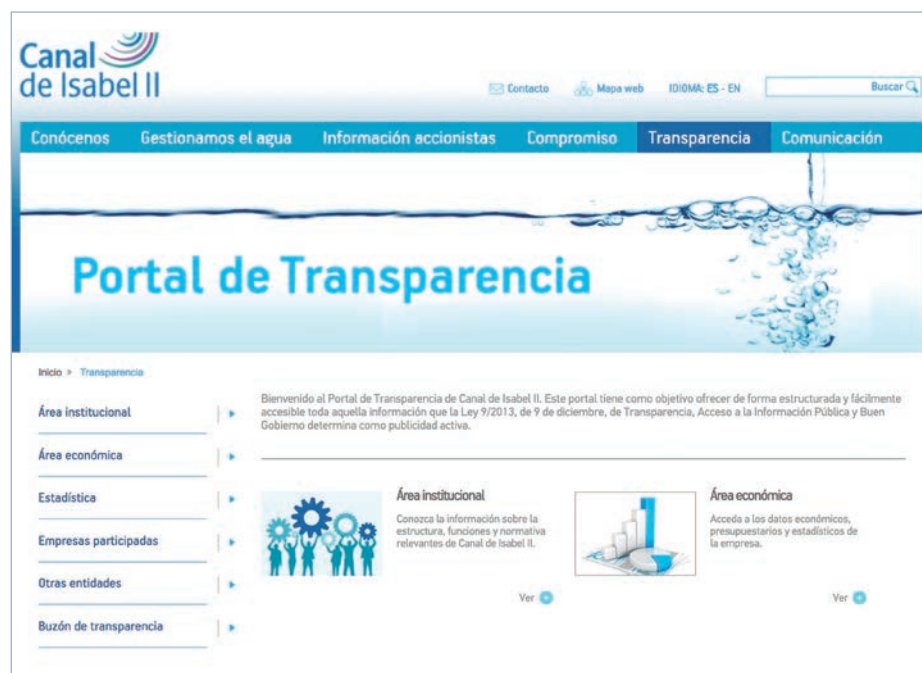 Canal
de Isabel II
Contacto
Mapa web
IDIOMA: ES - EN
Buscar
Conócenos
Gestionamos el agua
Información accionistas
Compromiso
Transparencia
Comunicación
Portal de Transparencia
Inicio » Transparencia
Área institucional
Área económica
Estadística
Empresas participadas
Otras entidades
Buzón de transparencia
Bienvenido al Portal de Transparencia de Canal de Isabel II. Este portal tiene como objetivo ofrecer de forma estructurada y fácilmente
accesible toda aquella información que la Ley 9/2013, de 9 de diciembre, de Transparencia, Acceso a la Información Pública y Buen
Gobierno determina como publicidad activa.
Área institucional
Conozca la información sobre la
estructura, funciones y normativa
relevantes de Canal de Isabel II.
Ver
Área económica
Acceda a los datos económicos,
presupuestarios y estadísticos de
la empresa.
Ver